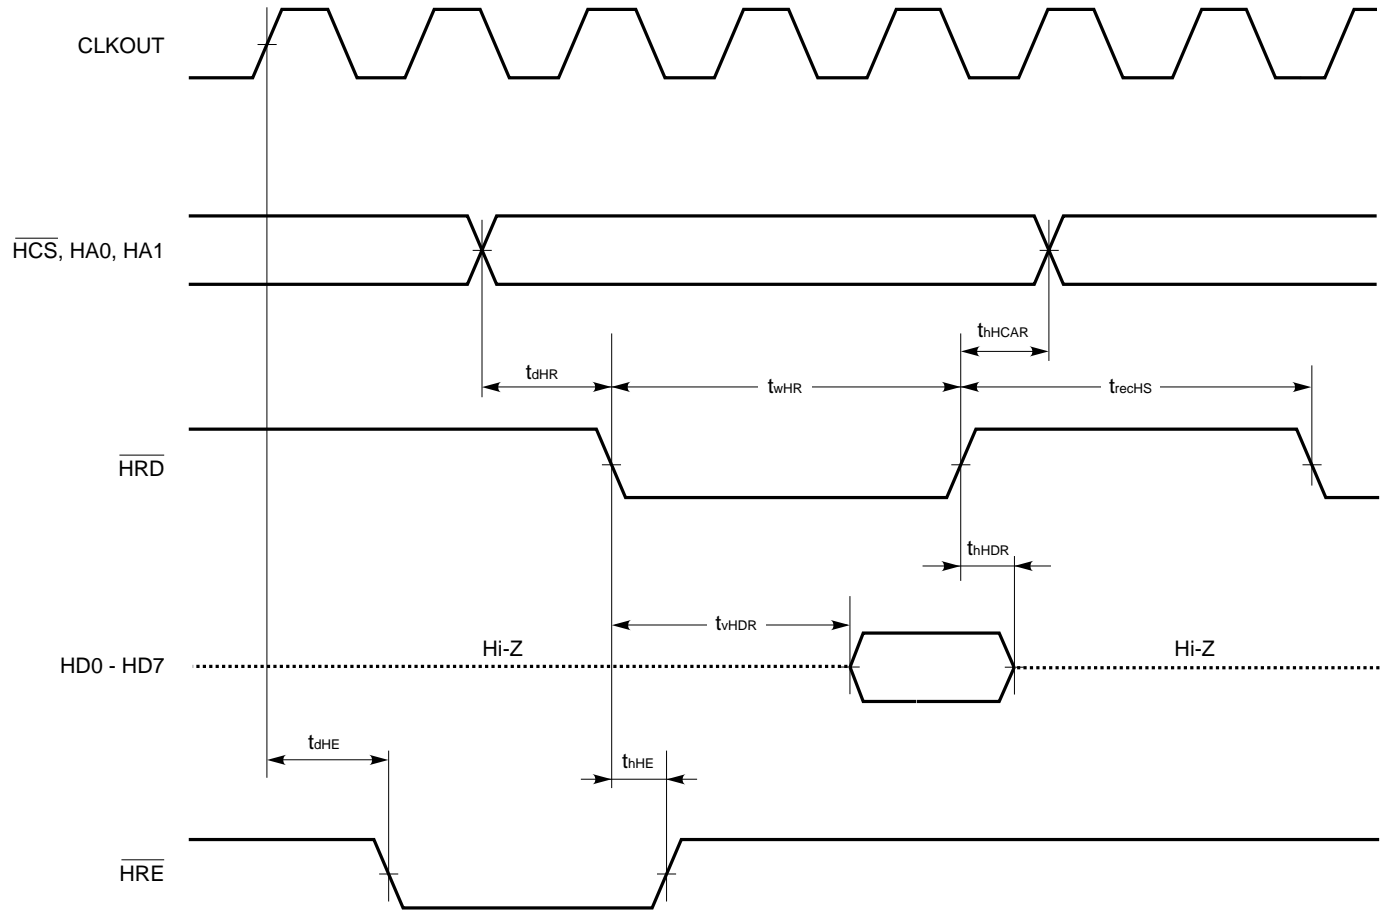 CLKOUT
HCS, HA0, HA1
thHCAR
tdHR
twHR
trecHS
HRD
thHDR
tvHDR
HD0 - HD7
Hi-Z
Hi-Z
tdHE
thHE
HRE